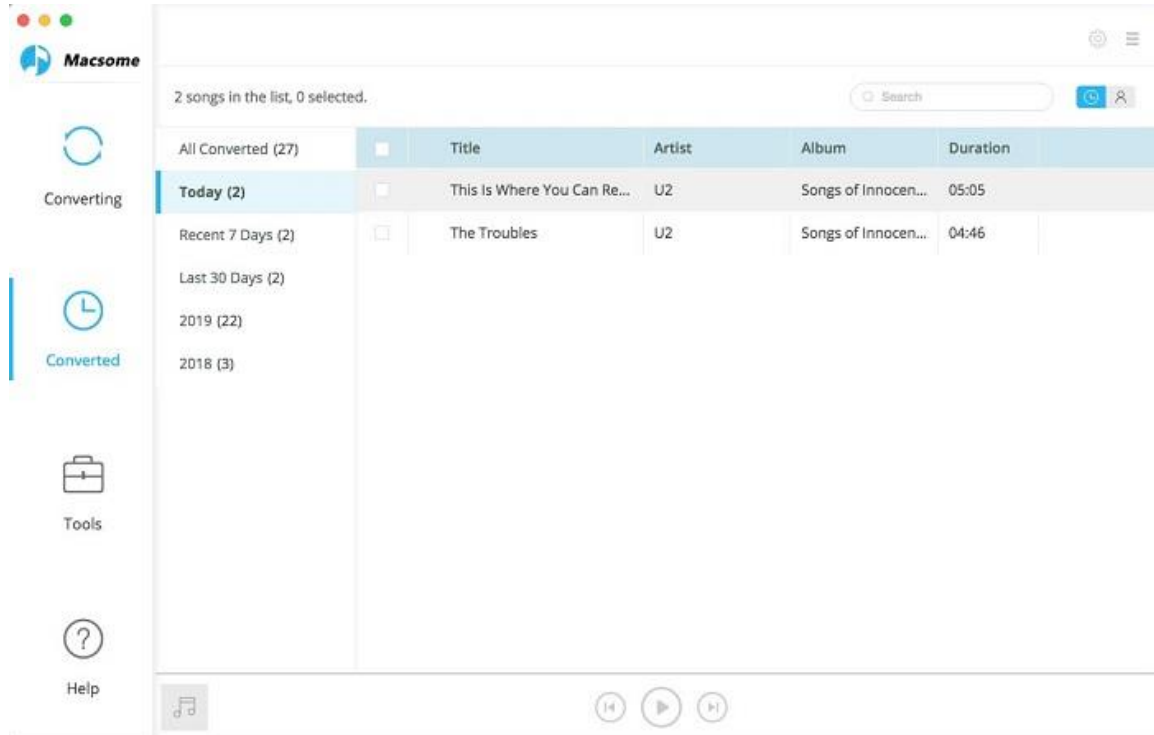 Macsome
2 songs in the list, 0 selected.
Search
Converting
Converted
Tools
Help
All Converted (27)
Today (2)
Recent 7 Days (2)
Last 30 Days (2)
2019 (22)
2018 (3)
Title Artist Album Duration
This Is Where You Can Re... U2 Songs of Innocen... 05:05
The Troubles U2 Songs of Innocen... 04:46